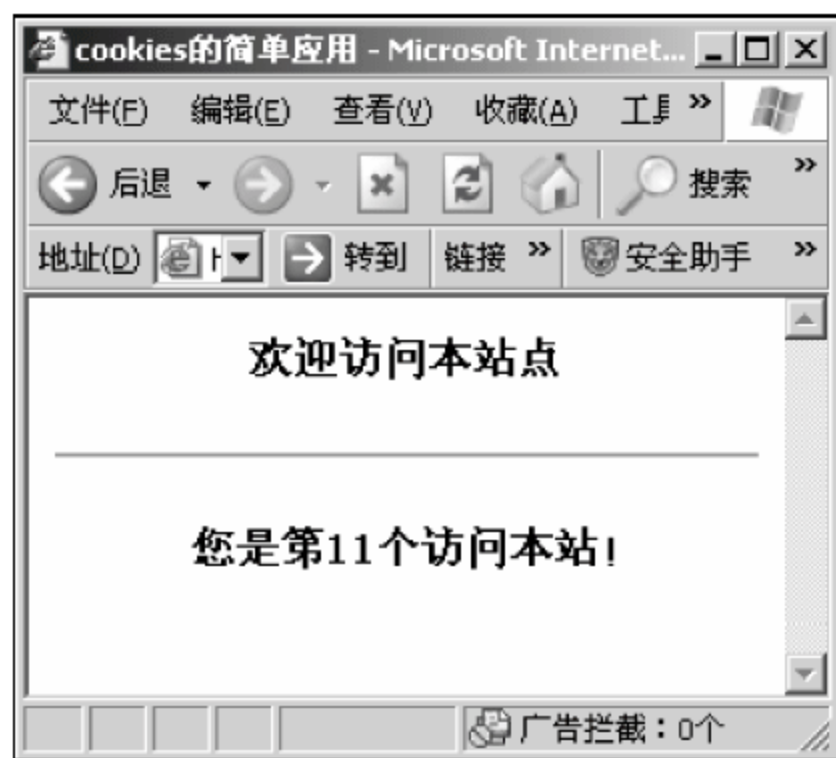 cookies的简单应用 - Microsoft Internet...
文件(F) 编辑(E) 查看(V) 收藏(A) 工具 »
后退 搜索 »
地址(D) 转到 链接 » 安全助手 »
欢迎访问本站点
您是第11个访问本站!
广告拦截：0个